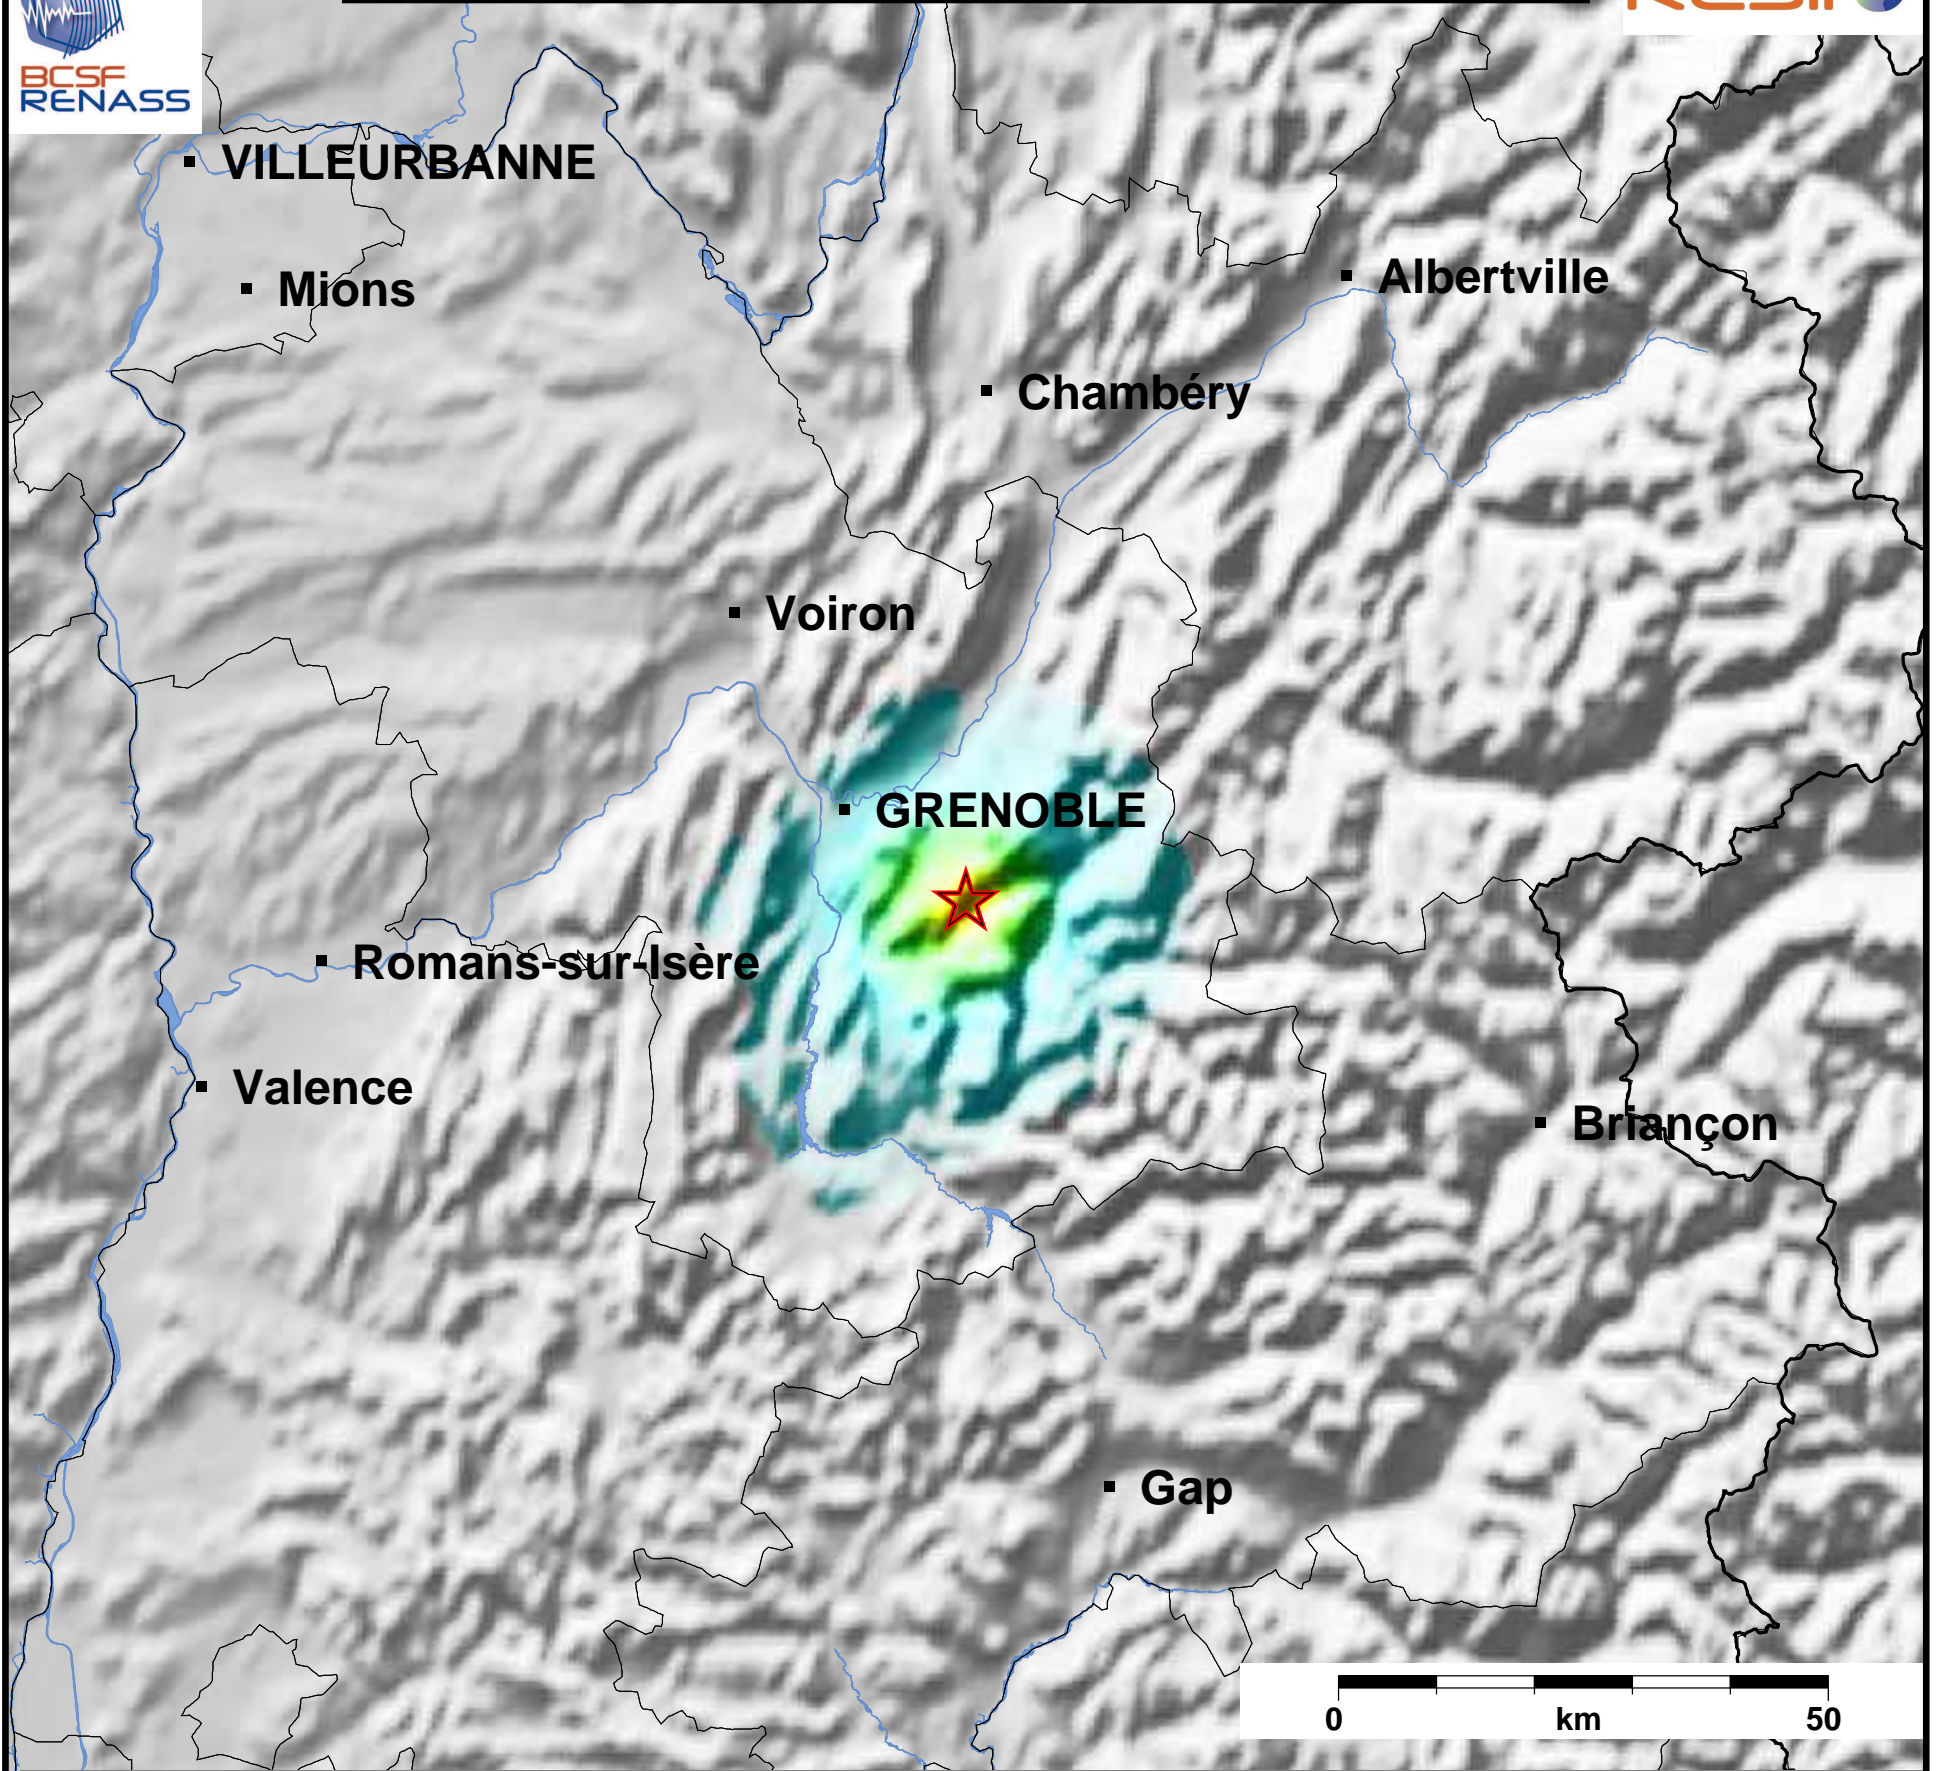 BCSF
RENASS
VILLEURBANNE
Mions
Albertville
Chambéry
Voiron
GRENOBLE
Romans-sur-Isère
Valence
Briançon
Gap
0 km 50